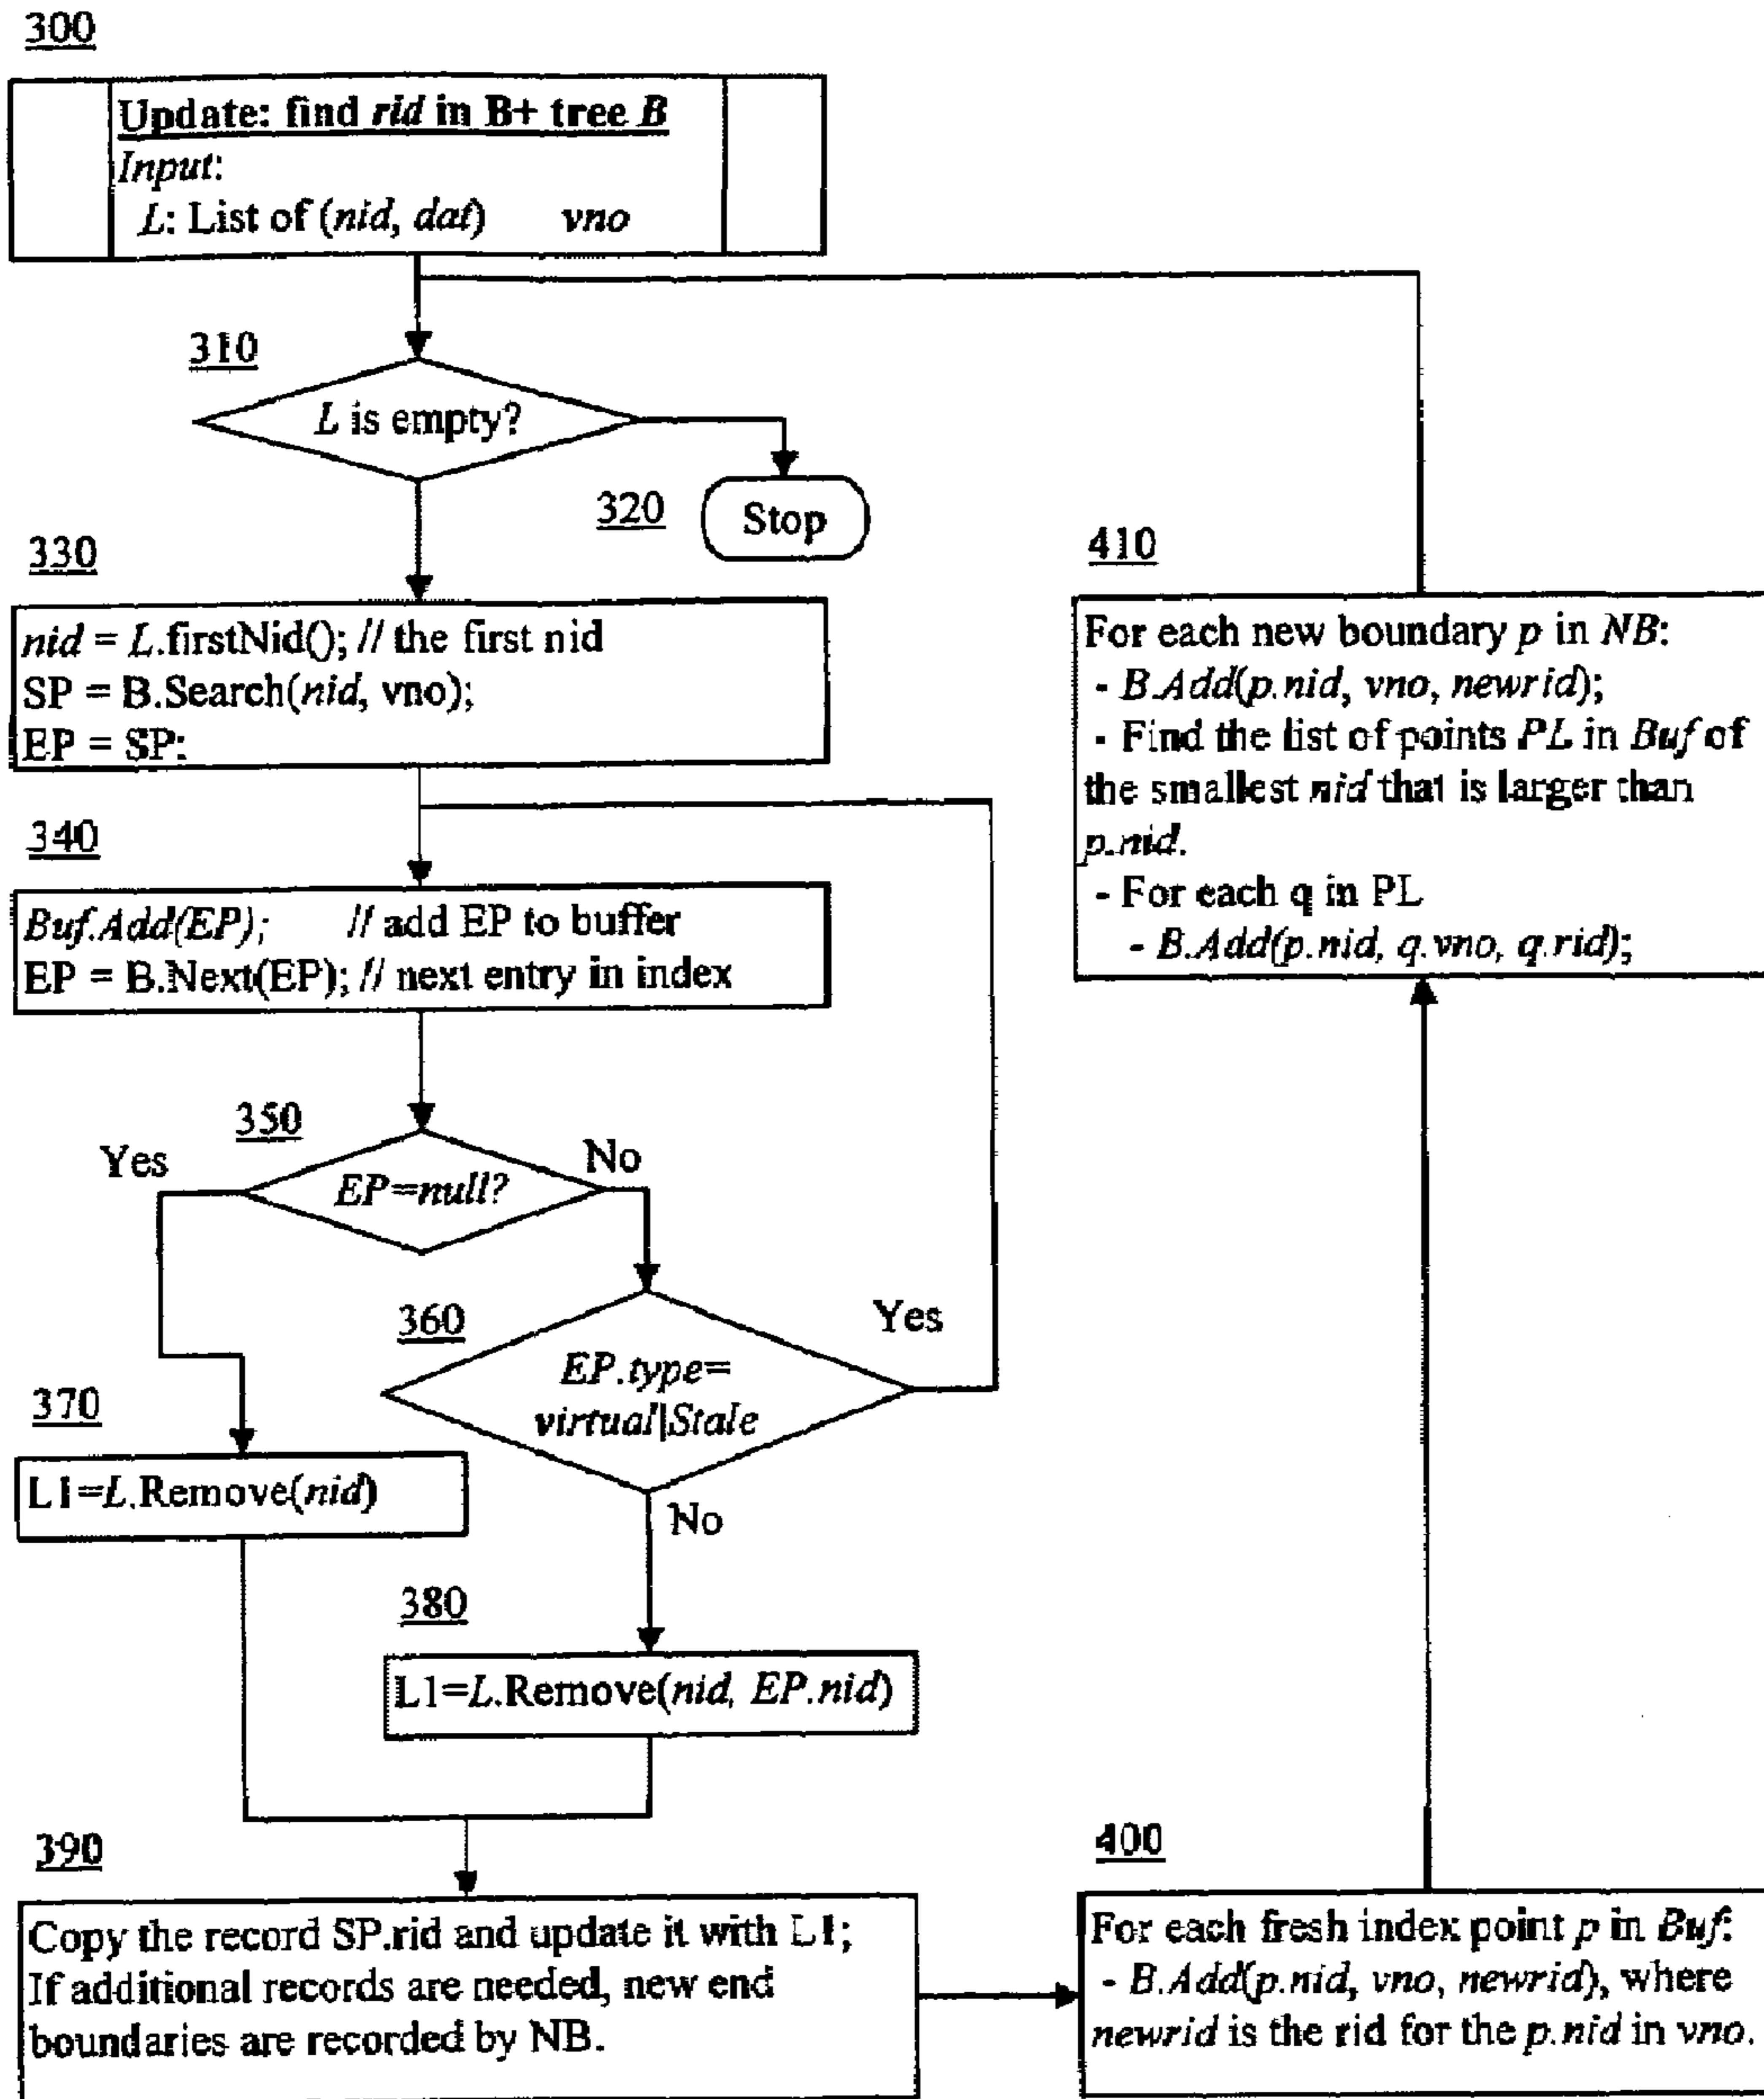 300
Update: find rid in B+ tree B
Input:
L: List of (nid, dat) vno
310
L is empty?
320
Stop
330
nid = L.firstNid(); // the first nid
SP = B.Search(nid, vno);
EP = SP;
340
Buf.Add(EP); // add EP to buffer
EP = B.Next(EP); // next entry in index
350
Yes
EP=null?
No
360
EP.type=
virtual|Stale
Yes
No
370
L1=L.Remove(nid)
380
L1=L.Remove(nid, EP.nid)
390
Copy the record SP.rid and update it with L1;
If additional records are needed, new end
boundaries are recorded by NB.
400
For each fresh index point p in Buf:
- B.Add(p.nid, vno, newrid), where
newrid is the rid for the p.nid in vno.
410
For each new boundary p in NB:
- B.Add(p.nid, vno, newrid);
- Find the list of points PL in Buf of
the smallest nid that is larger than
p.nid.
- For each q in PL
- B.Add(p.nid, q.vno, q.rid);